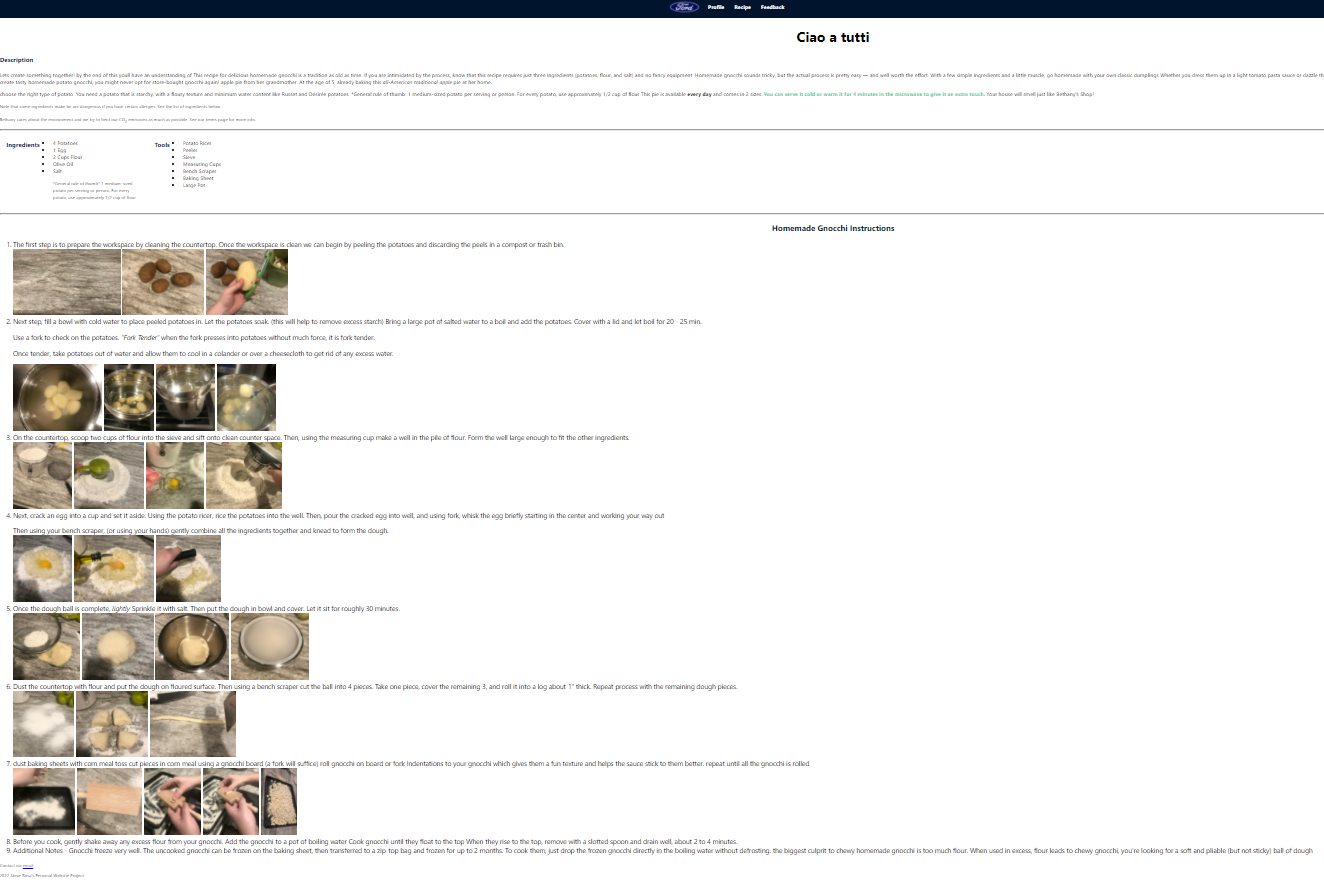 Ford Profile Recipe Feedback
Ciao a tutti
Description
Lets create something together! by the end of this youll have an understanding of This recipe for delicious homemade gnocchi is a tradition as old as time. If you are intimidated by the process, know that this recipe requires just three ingredients (potatoes, flour, and salt) and no fancy equipment. Homemade gnocchi sounds tricky, but the actual process is pretty easy — and well worth the effort. With a few simple ingredients and a little muscle, go homemade with your own classic dumplings. Whether you dress them up in a light tomato pasta sauce or dazzle th
create tasty homemade potato gnocchi, you might never opt for store-bought gnocchi again! apple pie from her grandmother. At the age of 5, already baking this all-American traditional apple pie at her home.
choose the right type of potato. You need a potato that is starchy, with a floury texture and minimum water content like Russet and Désirée potatoes. *General rule of thumb: 1 medium-sized potato per serving or person. For every potato, use approximately 1/2 cup of flour This pie is available every day and comes in 2 sizes. You can serve it cold or warm it for 4 minutes in the microwave to give it an extra touch. Your house will smell just like Bethany's Shop!
Note that some ingredients make be dangerous if you have certain allergies. See the list of ingredients below.
Bethany cares about the environment and we try to limit our CO2 emissions as much as possible. See our terms page for more info.
Ingredients
4 Potatoes
1 Egg
2 Cups Flour
Olive Oil
Salt
*General rule of thumb* 1 medium-sized
potato per serving or person. For every
potato, use approximately 1/2 cup of flour.
Tools
Potato Ricer
Peeler
Sieve
Measuring Cups
Bench Scraper
Baking Sheet
Large Pot
Homemade Gnocchi Instructions
1. The first step is to prepare the workspace by cleaning the countertop. Once the workspace is clean we can begin by peeling the potatoes and discarding the peels in a compost or trash bin.
2. Next step, fill a bowl with cold water to place peeled potatoes in. Let the potatoes soak. (this will help to remove excess starch) Bring a large pot of salted water to a boil and add the potatoes. Cover with a lid and let boil for 20 - 25 min.
Use a fork to check on the potatoes. "Fork Tender" when the fork presses into potatoes without much force, it is fork tender.
Once tender, take potatoes out of water and allow them to cool in a colander or over a cheesecloth to get rid of any excess water.
3. On the countertop, scoop two cups of flour into the sieve and sift onto clean counter space. Then, using the measuring cup make a well in the pile of flour. Form the well large enough to fit the other ingredients.
4. Next, crack an egg into a cup and set it aside. Using the potato ricer, rice the potatoes into the well. Then, pour the cracked egg into well, and using fork, whisk the egg briefly starting in the center and working your way out
Then using your bench scraper, (or using your hands) gently combine all the ingredients together and knead to form the dough.
5. Once the dough ball is complete, lightly Sprinkle it with salt. Then put the dough in bowl and cover. Let it sit for roughly 30 minutes.
6. Dust the countertop with flour and put the dough on floured surface. Then using a bench scraper cut the ball into 4 pieces. Take one piece, cover the remaining 3, and roll it into a log about 1" thick. Repeat process with the remaining dough pieces.
7. dust baking sheets with corn meal toss cut pieces in corn meal using a gnocchi board (a fork will suffice) roll gnocchi on board or fork Indentations to your gnocchi which gives them a fun texture and helps the sauce stick to them better. repeat until all the gnocchi is rolled
8. Before you cook, gently shake away any excess flour from your gnocchi. Add the gnocchi to a pot of boiling water Cook gnocchi until they float to the top When they rise to the top, remove with a slotted spoon and drain well, about 2 to 4 minutes.
9. Additional Notes - Gnocchi freeze very well. The uncooked gnocchi can be frozen on the baking sheet, then transferred to a zip-top bag and frozen for up to 2 months. To cook them, just drop the frozen gnocchi directly in the boiling water without defrosting. the biggest culprit to chewy homemade gnocchi is too much flour. When used in excess, flour leads to chewy gnocchi, you're looking for a soft and pliable (but not sticky) ball of dough
Contact via email
2022 Steve Personal Website Project.